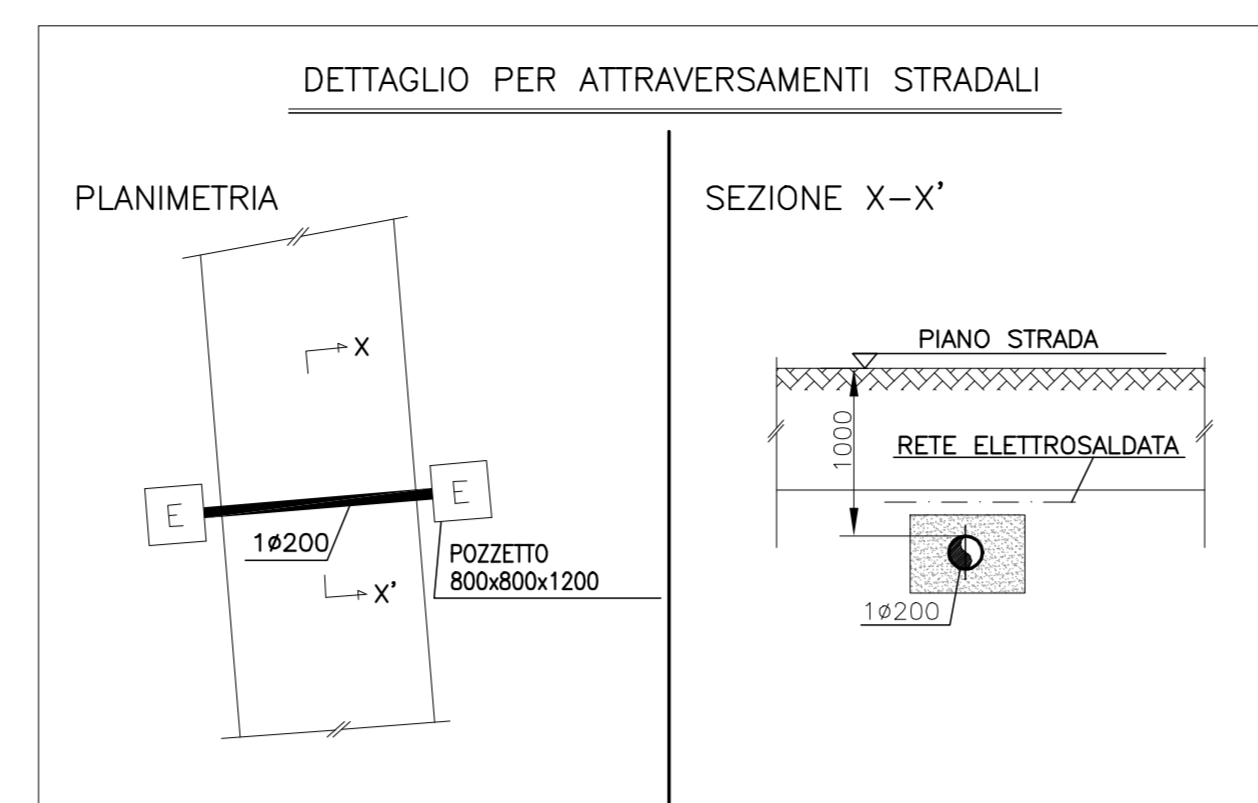 DETTAGLIO PER ATTRAVERSAMENTI STRADALI
PLANIMETRIA
X
E
E
1ø200
POZZETTO
800x800x1200
X'
SEZIONE X-X'
PIANO STRADA
1000
RETE ELETTROSALDATA
1ø200